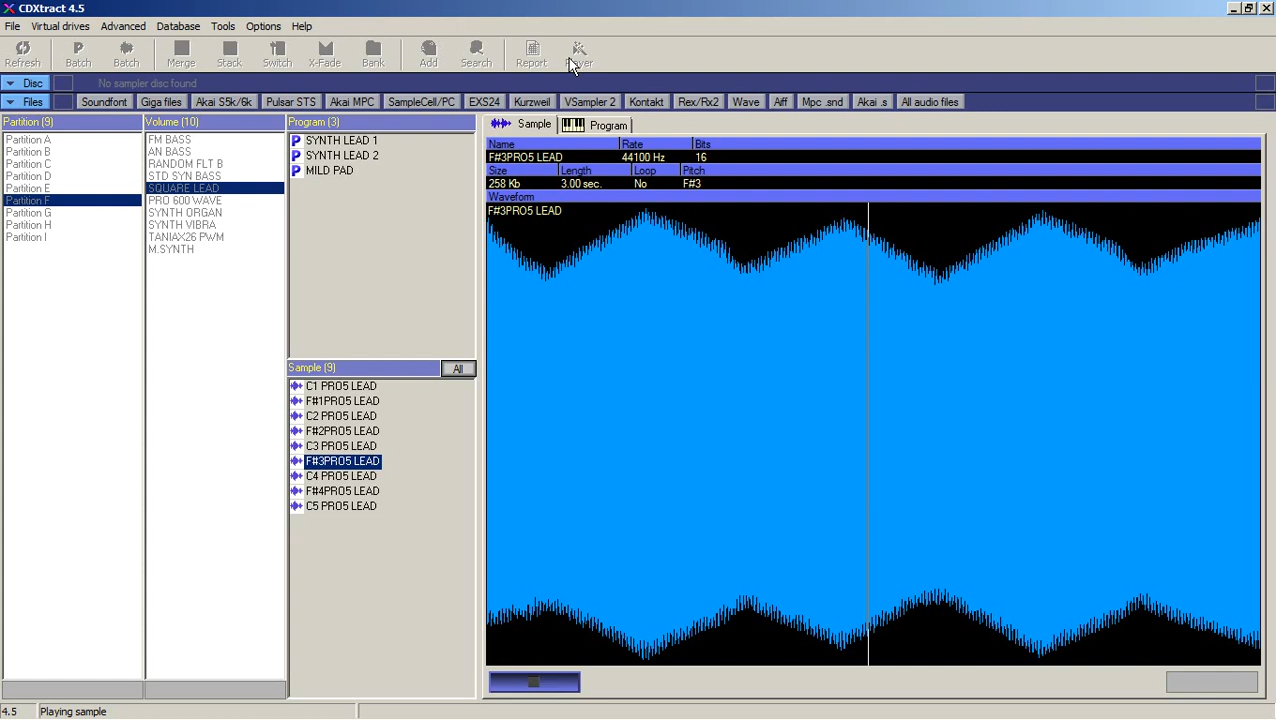 CDXtract 4.5
File Virtual drives Advanced Database Tools Options Help
Refresh Batch Batch Merge Stack Switch X-Fade Bank Add Search Report Player
Disc No sampler disc found
Files Soundfont Giga files Akai S5k/6k Pulsar STS Akai MPC SampleCell/PC EXS24 Kurzweil VSampler 2 Kontakt Rex/Rx2 Wave Aiff Mpc .snd Akai .s All audio files
Partition (9)
Partition A
Partition B
Partition C
Partition D
Partition E
Partition F
Partition G
Partition H
Partition I
Volume (10)
FM BASS
AN BASS
RANDOM FLT B
STD SYN BASS
SQUARE LEAD
PRO 600 WAVE
SYNTH ORGAN
SYNTH VIBRA
TANIAX26 PWM
M.SYNTH
Program (3)
SYNTH LEAD 1
SYNTH LEAD 2
MILD PAD
Sample (9) All
C1 PRO5 LEAD
F#1PRO5 LEAD
C2 PRO5 LEAD
F#2PRO5 LEAD
C3 PRO5 LEAD
F#3PRO5 LEAD
C4 PRO5 LEAD
F#4PRO5 LEAD
C5 PRO5 LEAD
Sample Program
Name Rate Bits
F#3PRO5 LEAD 44100 Hz 16
Size Length Loop Pitch
258 Kb 3.00 sec. No F#3
Waveform
F#3PRO5 LEAD
4.5 Playing sample